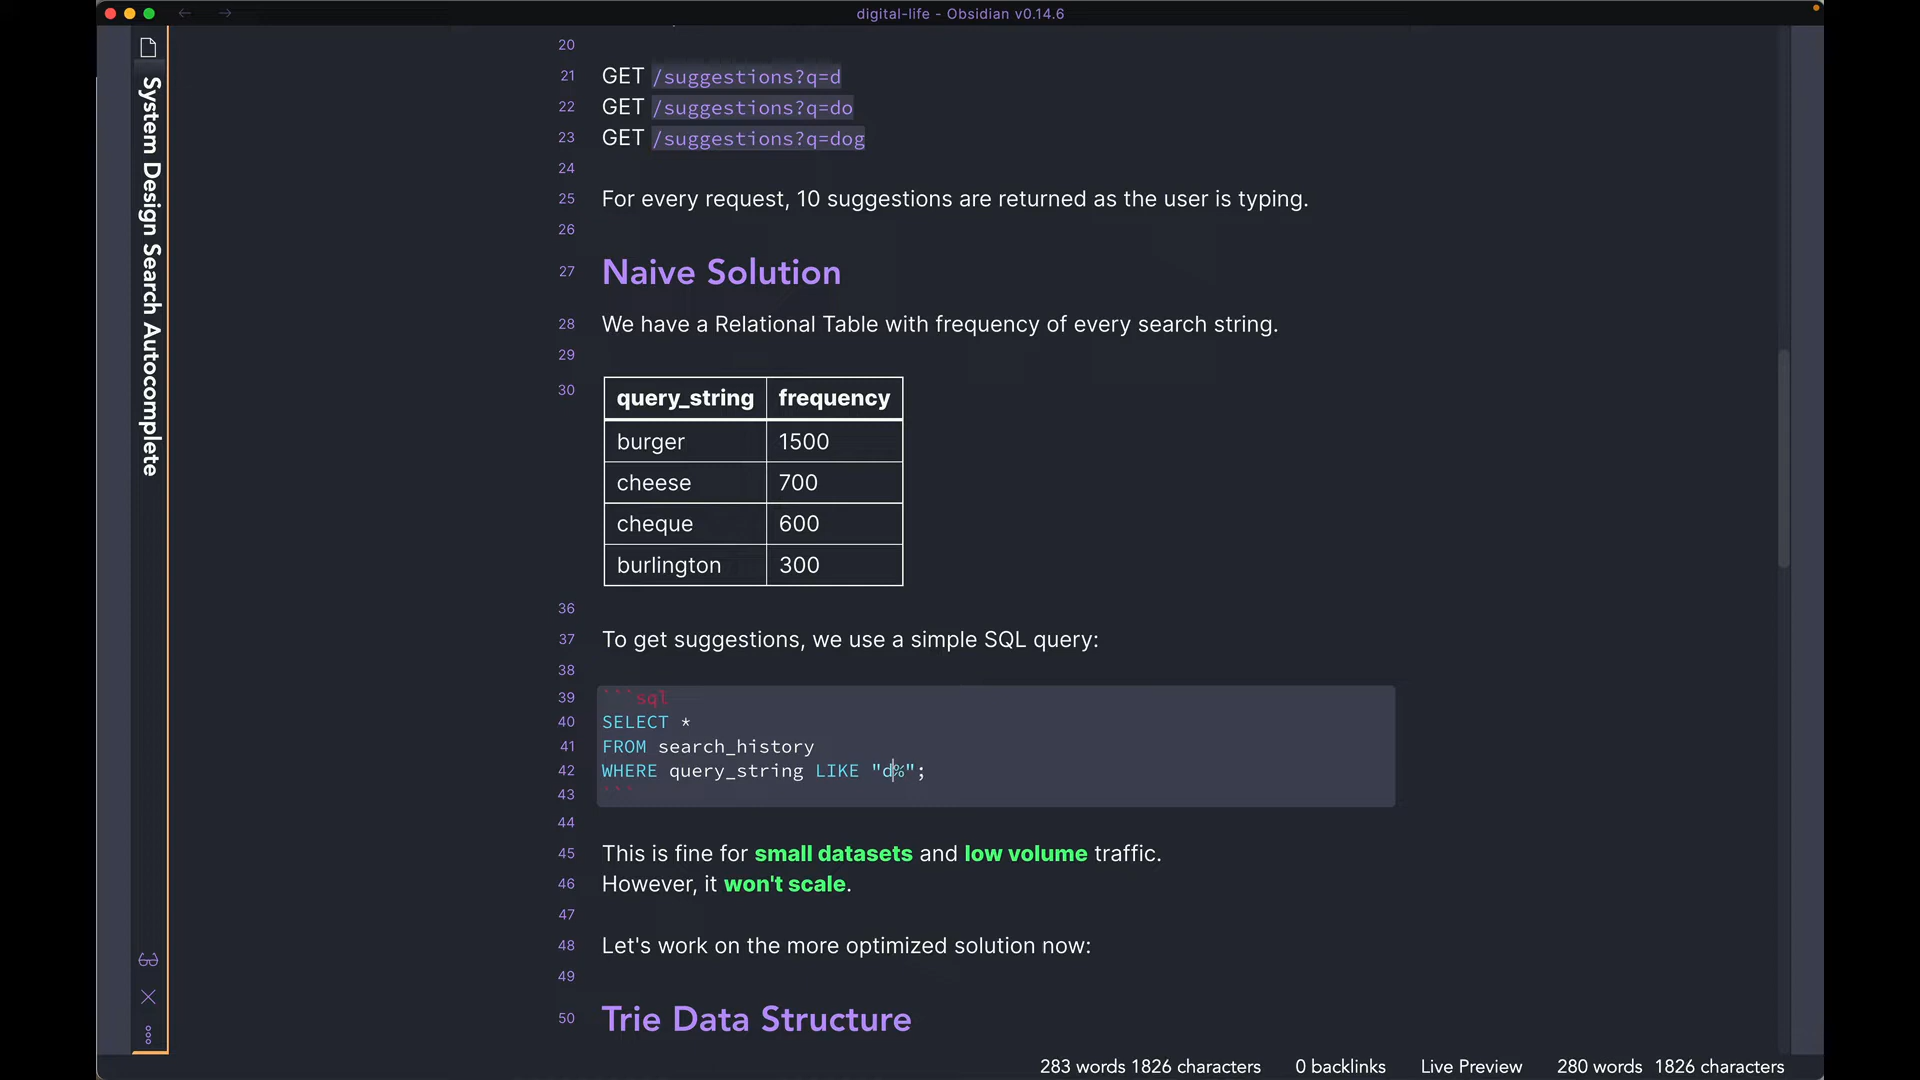 digital-life - Obsidian v0.14.6
System Design Search Autocomplete
20
21 GET /suggestions?q=d
22 GET /suggestions?q=do
23 GET /suggestions?q=dog
24
25 For every request, 10 suggestions are returned as the user is typing.
26
27 Naive Solution
28 We have a Relational Table with frequency of every search string.
29
30 query_string frequency
burger 1500
cheese 700
cheque 600
burlington 300
36
37 To get suggestions, we use a simple SQL query:
38
39 ```sql
40 SELECT *
41 FROM search_history
42 WHERE query_string LIKE "d%";
43 ```
44
45 This is fine for small datasets and low volume traffic.
46 However, it won't scale.
47
48 Let's work on the more optimized solution now:
49
50 Trie Data Structure
283 words 1826 characters 0 backlinks Live Preview 280 words 1826 characters